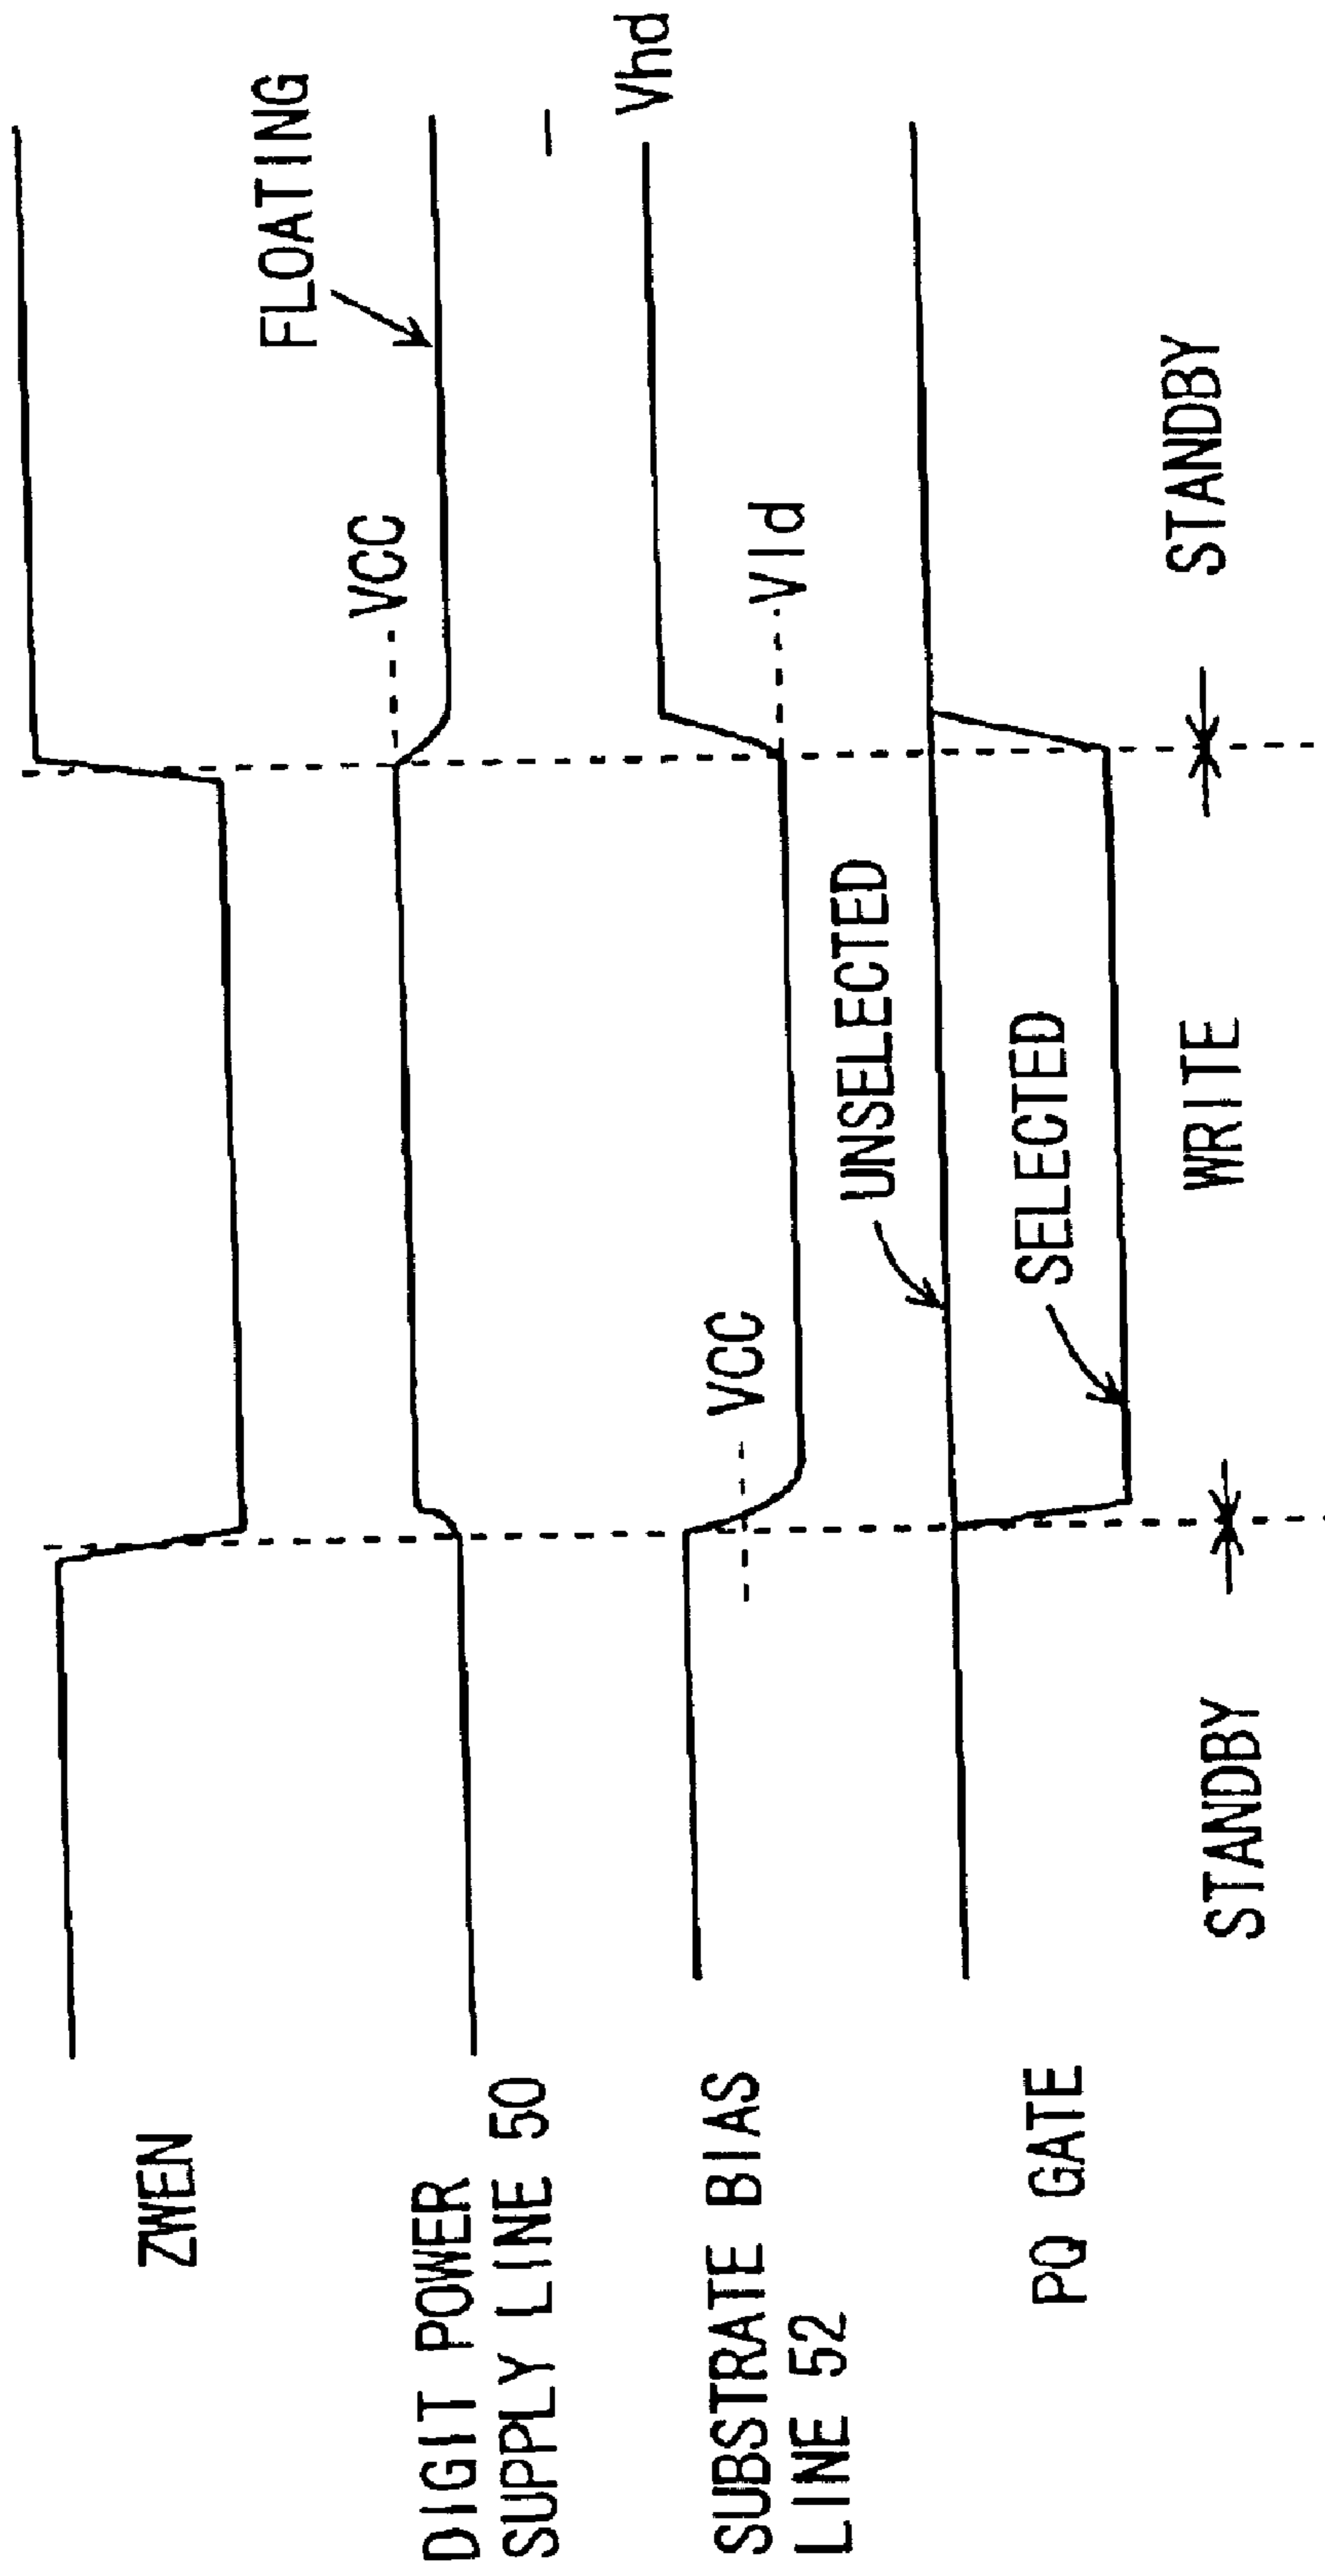 ZWEN
DIGIT POWER
SUPPLY LINE 50
VCC
FLOATING
SUBSTRATE BIAS
LINE 52
VCC
Vld
Vhd
PQ GATE
UNSELECTED
SELECTED
STANDBY
WRITE
STANDBY